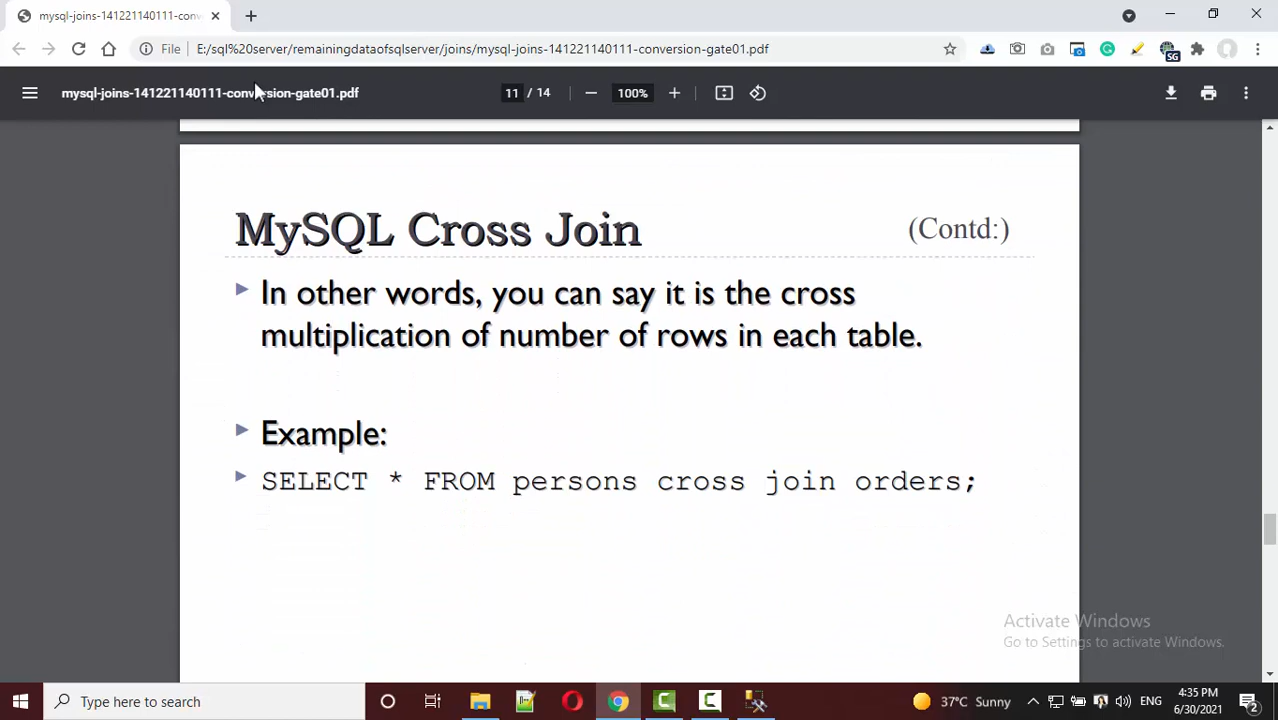 mysql-joins-141221140111-conv
File
E:/sql%20server/remainingdataofsqlserver/joins/mysql-joins-141221140111-conversion-gate01.pdf
SG
mysql-joins-141221140111-conversion-gate01.pdf
11 / 14
100%
MySQL Cross Join
(Contd:)
In other words, you can say it is the cross
multiplication of number of rows in each table.
Example:
SELECT * FROM persons cross join orders;
Activate Windows
Go to Settings to activate Windows.
Type here to search
37°C Sunny
ENG
4:35 PM
6/30/2021
2